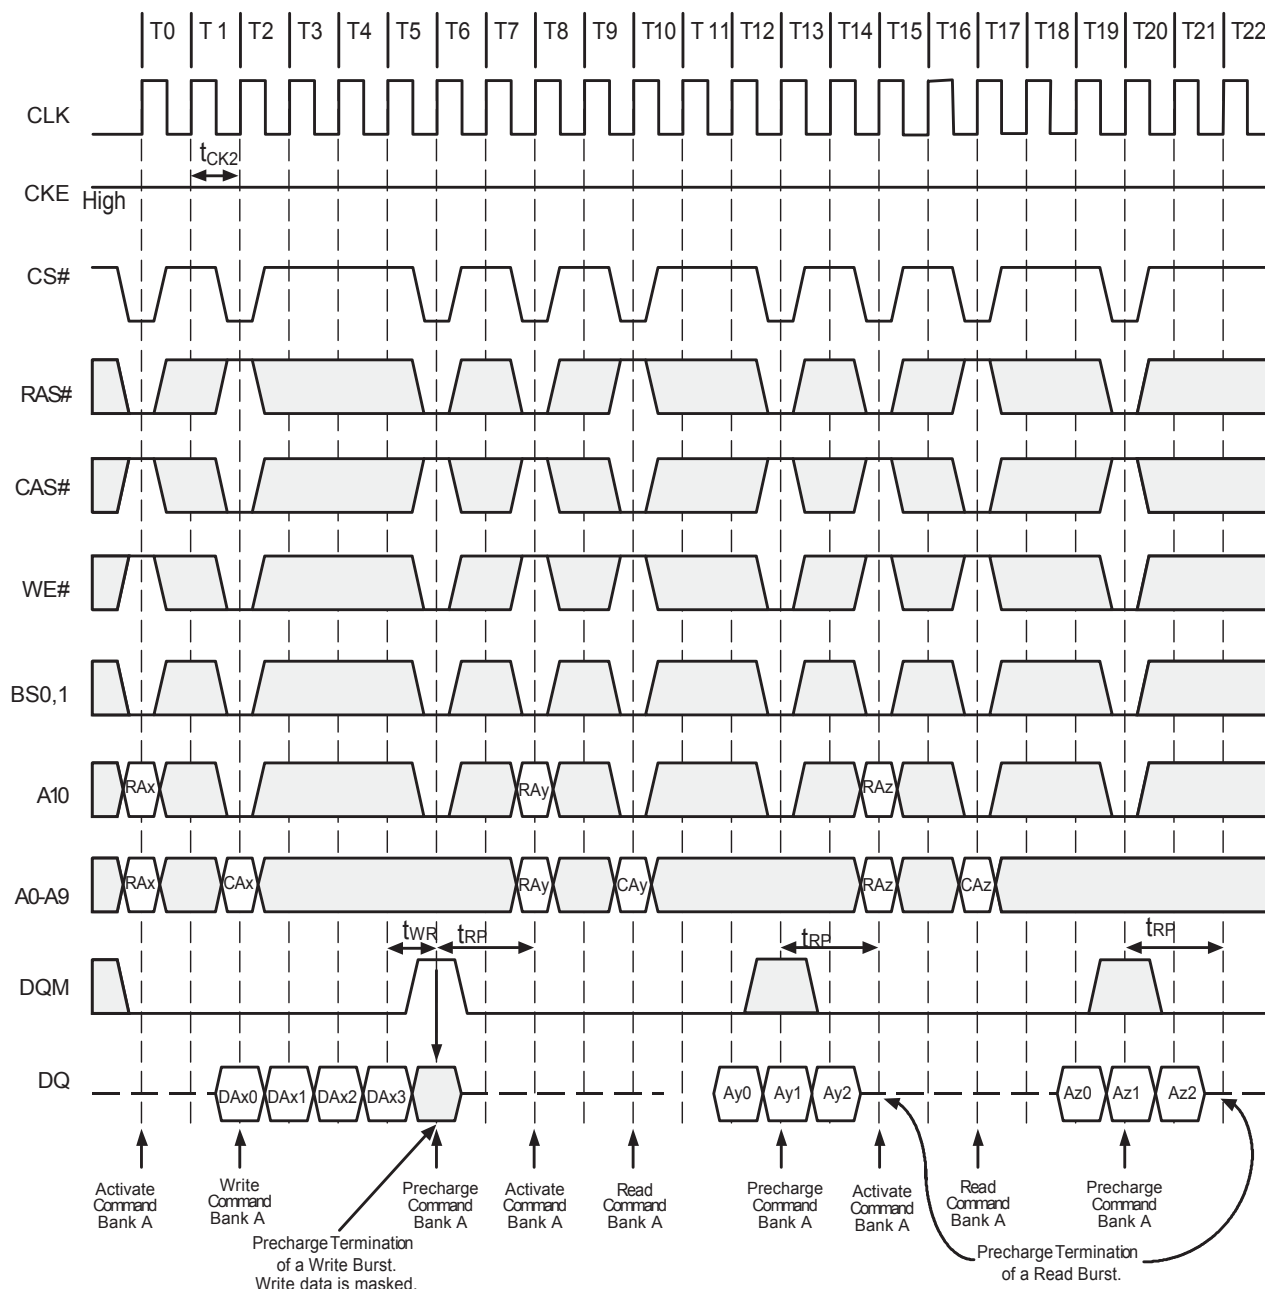 T0 T 1 T2 T3 T4 T5 T6 T7 T8 T9 T10 T 11 T12 T13 T14 T15 T16 T17 T18 T19 T20 T21 T22
CLK
tCK2
CKE High
CS#
RAS#
CAS#
WE#
BS0,1
A10 RAx RAy RAz
A0-A9 RAx CAx RAy CAy RAz CAz
tWR tRP tRP tRP
DQM
DQ DAx0 DAx1 DAx2 DAx3 Ay0 Ay1 Ay2 Az0 Az1 Az2
Activate
Command
Bank A
Write
Command
Bank A
Precharge
Command
Bank A
Activate
Command
Bank A
Read
Command
Bank A
Precharge
Command
Bank A
Activate
Command
Bank A
Read
Command
Bank A
Precharge
Command
Bank A
Precharge Termination
of a Write Burst.
Write data is masked.
Precharge Termination
of a Read Burst.